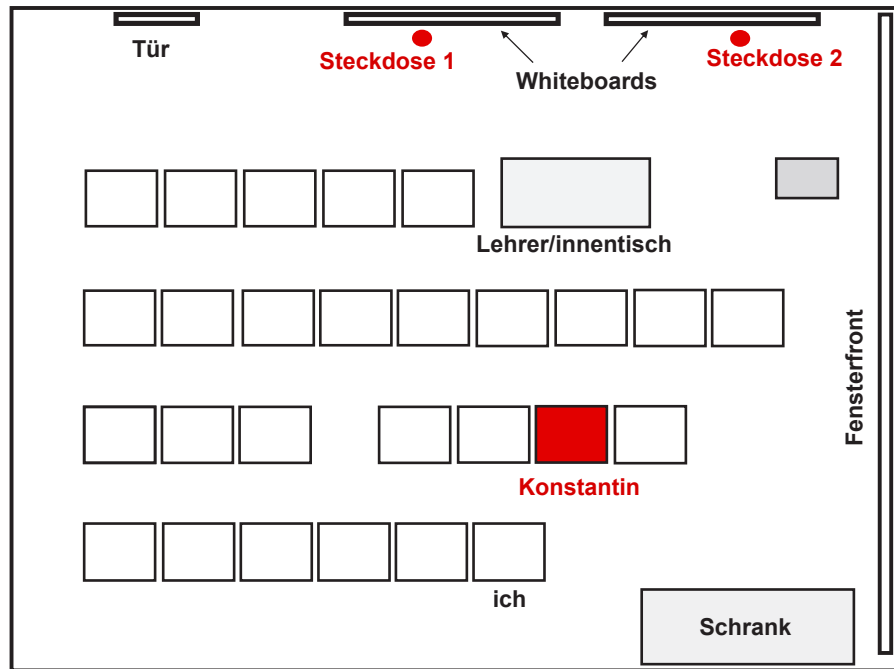 Tür
Steckdose 1
Whiteboards
Steckdose 2
Lehrer/innentisch
Fensterfront
Konstantin
ich
Schrank